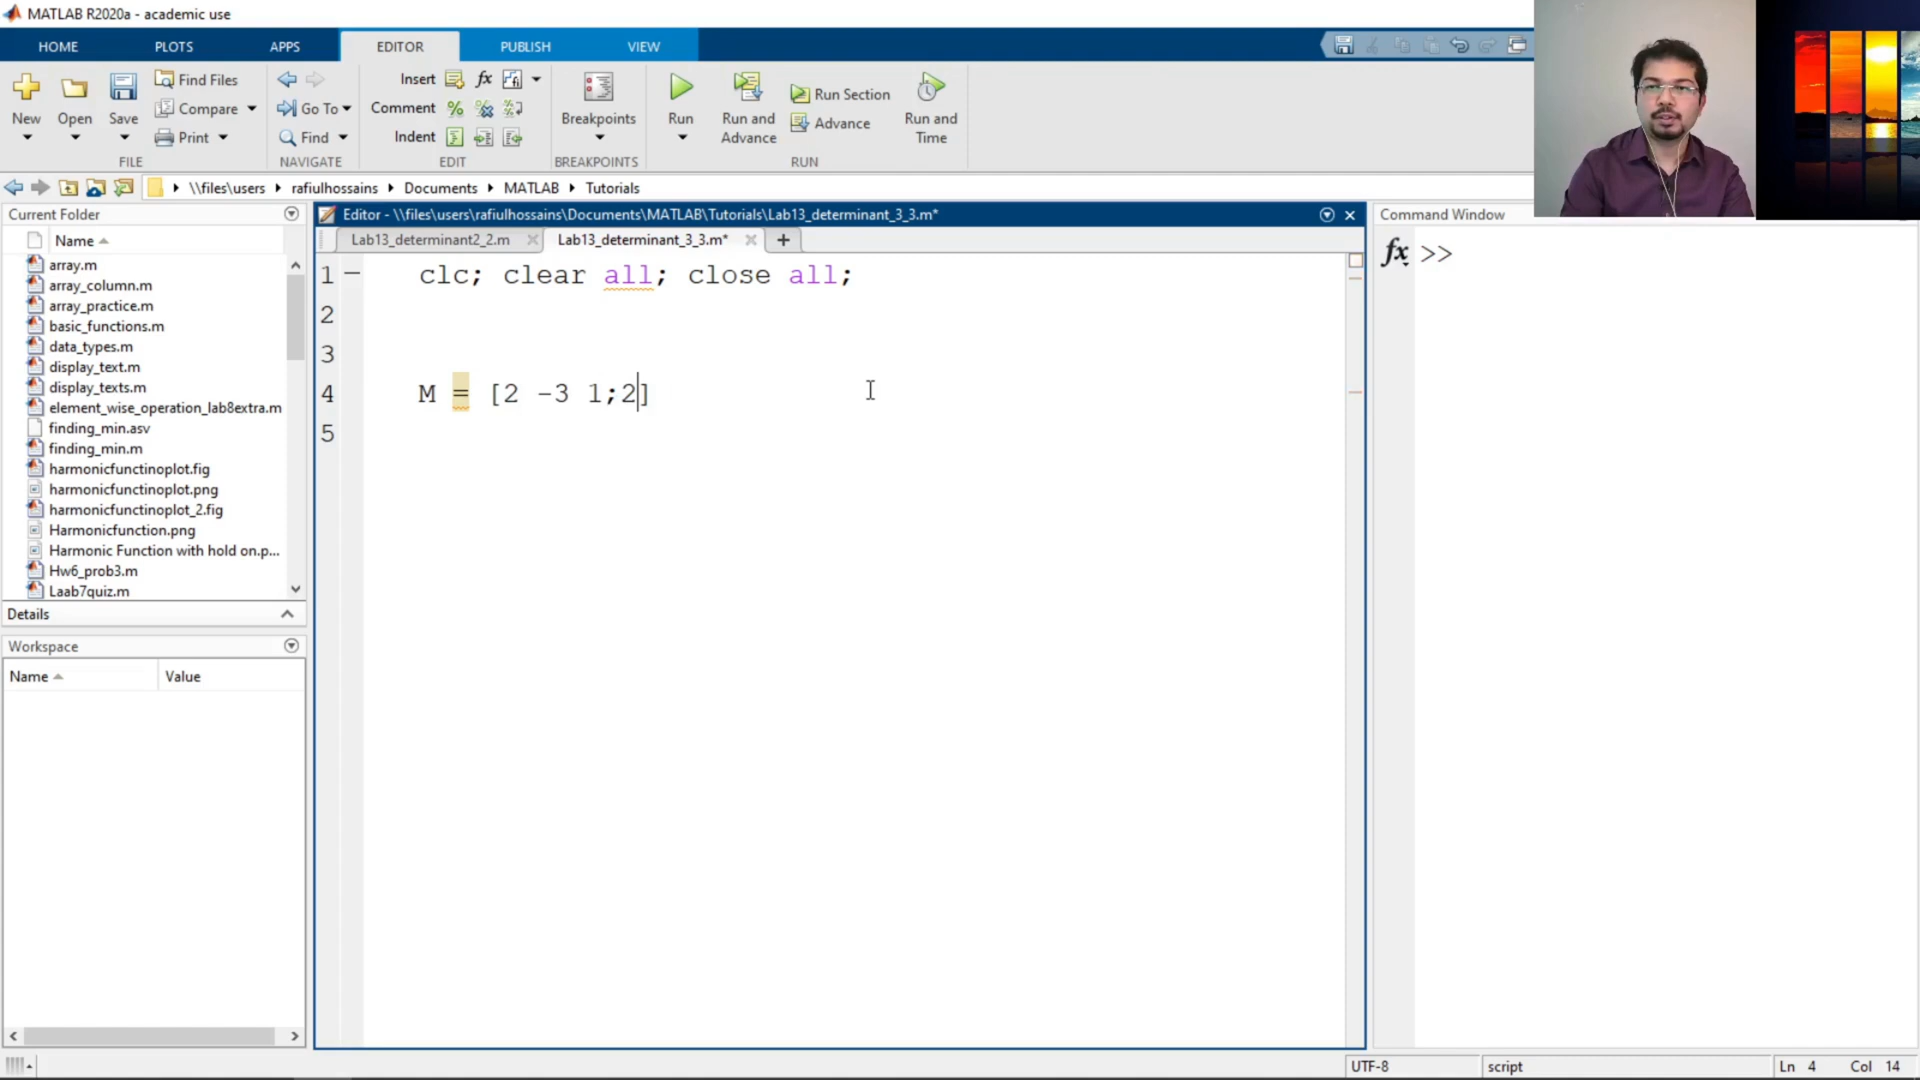 MATLAB R2020a - academic use
HOME PLOTS APPS EDITOR PUBLISH VIEW
New Open Save Find Files Compare Print
FILE
Go To Find
NAVIGATE
Insert fx
Comment %
Indent
EDIT
Breakpoints
BREAKPOINTS
Run Run and Advance Run Section Advance Run and Time
RUN
\\files\users rafiulhossains Documents MATLAB Tutorials
Current Folder
Name
array.m
array_column.m
array_practice.m
basic_functions.m
data_types.m
display_text.m
display_texts.m
element_wise_operation_lab8extra.m
finding_min.asv
finding_min.m
harmonicfunctinoplot.fig
harmonicfunctinoplot.png
harmonicfunctinoplot_2.fig
Harmonicfunction.png
Harmonic Function with hold on.p...
Hw6_prob3.m
Laab7quiz.m
Details
Workspace
Name Value
Editor - \\files\users\rafiulhossains\Documents\MATLAB\Tutorials\Lab13_determinant_3_3.m*
Lab13_determinant2_2.m Lab13_determinant_3_3.m* +
1 — clc; clear all; close all;
2
3
4 M = [2 -3 1;2]
5
Command Window
fx >>
UTF-8 script Ln 4 Col 14